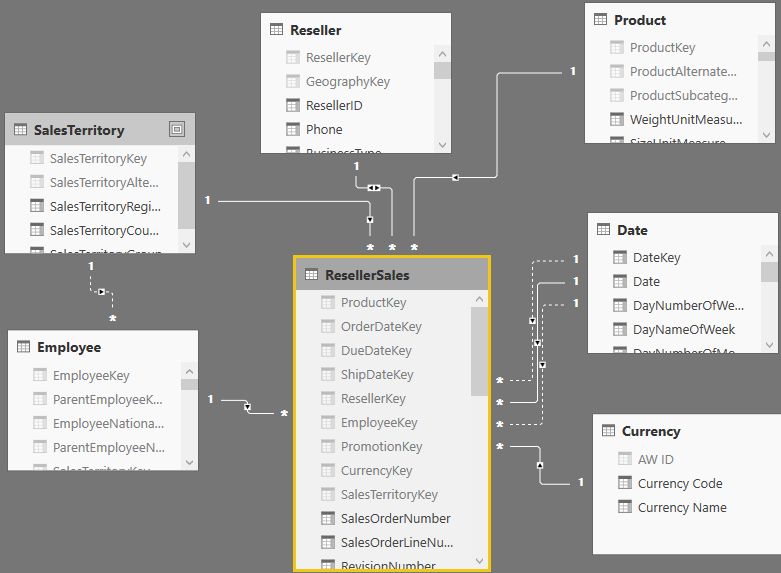 Reseller
ResellerKey
GeographyKey
ResellerID
Phone
BusinessType
Product
ProductKey
ProductAlternate...
ProductSubcateg...
WeightUnitMeasu...
SizeUnitMeasure
SalesTerritory
SalesTerritoryKey
SalesTerritoryAlte...
SalesTerritoryRegi...
SalesTerritoryCou...
SalesTerritoryGroup
1
1
1
*
*
*
1
*
ResellerSales
ProductKey
OrderDateKey
DueDateKey
ShipDateKey
ResellerKey
EmployeeKey
PromotionKey
CurrencyKey
SalesTerritoryKey
SalesOrderNumber
SalesOrderLineNu...
RevisionNumber
Date
DateKey
Date
DayNumberOfWe...
DayNameOfWeek
DayNumberOfMo...
1
1
1
*
*
*
*
1
Employee
EmployeeKey
ParentEmployeeK...
EmployeeNationa...
ParentEmployeeN...
SalesTerritoryKey
1
*
Currency
AW ID
Currency Code
Currency Name